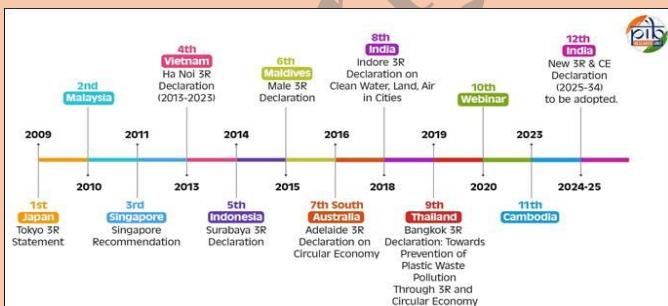 4th
Vietnam
Ha Noi 3R
Declaration
(2013-2023)
8th
India
Indore 3R
Declaration on
Clean Water, Land, Air
in Cities
12th
India
New 3R & CE
Declaration
(2025-34)
to be adopted.
pib
2nd
Malaysia
6th
Maldives
Male 3R
Declaration
10th
Webinar
2009
2011
2014
2016
2019
2023
2010
2013
2015
2018
2020
2024-25
1st
Japan
Tokyo 3R
Statement
3rd
Singapore
Singapore
Recommendation
5th
Indonesia
Surabaya 3R
Declaration
7th South
Australia
Adelaide 3R
Declaration on
Circular Economy
9th
Thailand
Bangkok 3R
Declaration: Towards
Prevention of
Plastic Waste
Pollution
Through 3R and
Circular Economy
11th
Cambodia